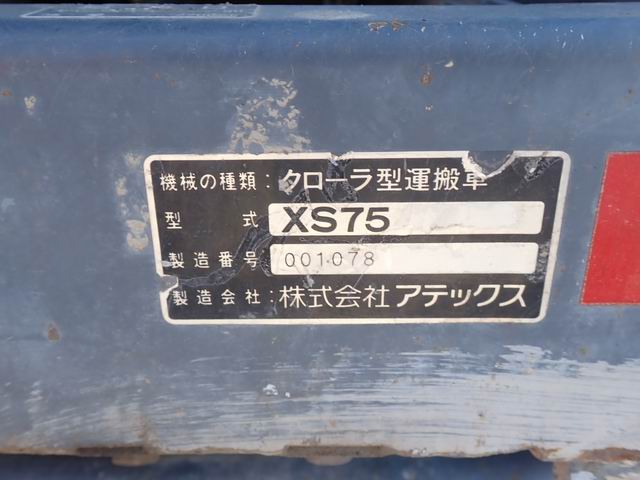 機械の種類：クローラ型運搬車
型式 XS75
製造番号 001078
製造会社：株式会社アテックス